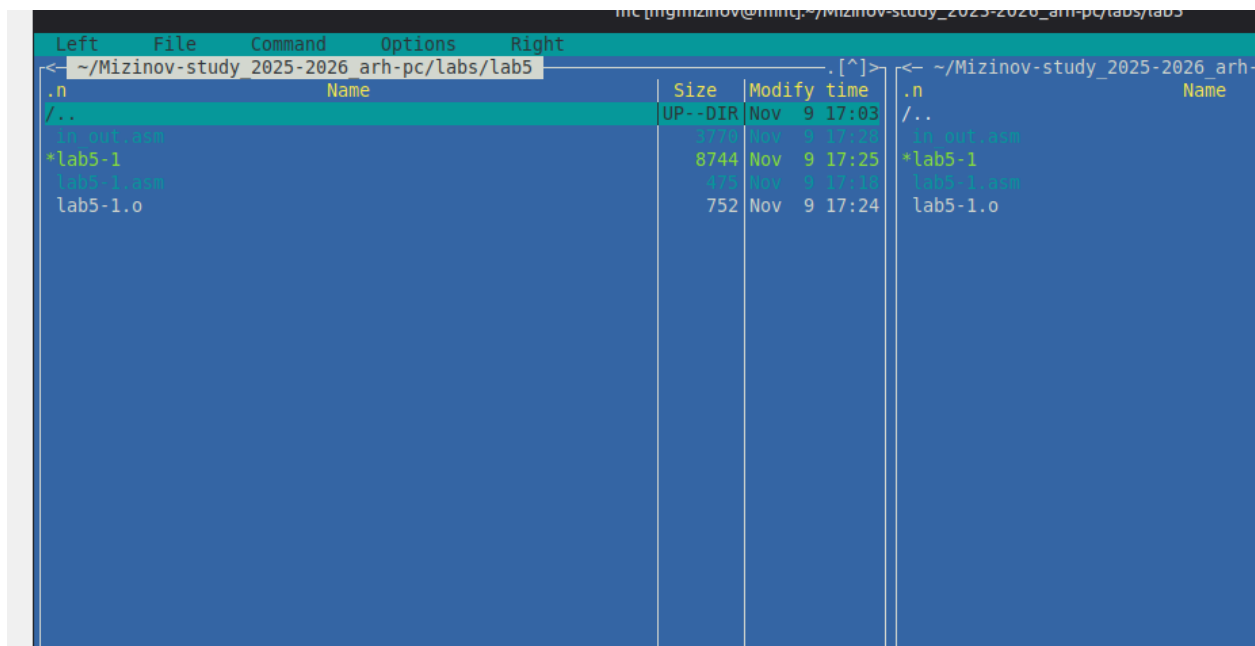 mc [mgmizinov@mint]:~/Mizinov-study_2025-2026_arh-pc/labs/lab5
Left File Command Options Right
<─ ~/Mizinov-study_2025-2026_arh-pc/labs/lab5 ─.[^]>
.n Name Size Modify time
/.. UP--DIR Nov 9 17:03
in_out.asm 3770 Nov 9 17:28
*lab5-1 8744 Nov 9 17:25
lab5-1.asm 475 Nov 9 17:18
lab5-1.o 752 Nov 9 17:24
<─ ~/Mizinov-study_2025-2026_arh-
.n Name
/..
in_out.asm
*lab5-1
lab5-1.asm
lab5-1.o